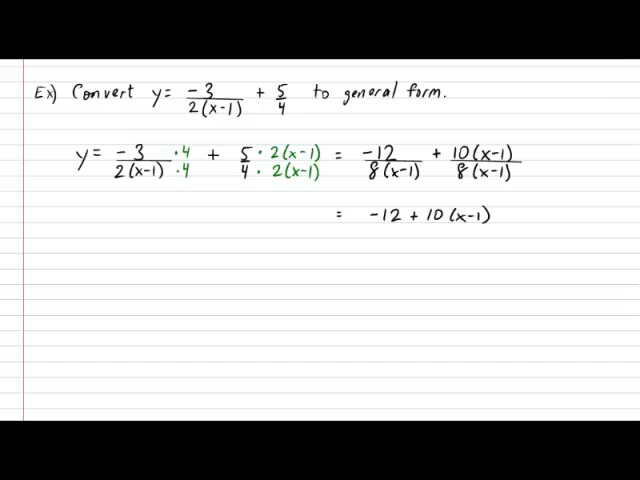 Ex) Convert y = -3/2(x-1) + 5/4 to general form.
y = -3·4/2(x-1)·4 + 5·2(x-1)/4·2(x-1) = -12/8(x-1) + 10(x-1)/8(x-1)
= -12 + 10(x-1)